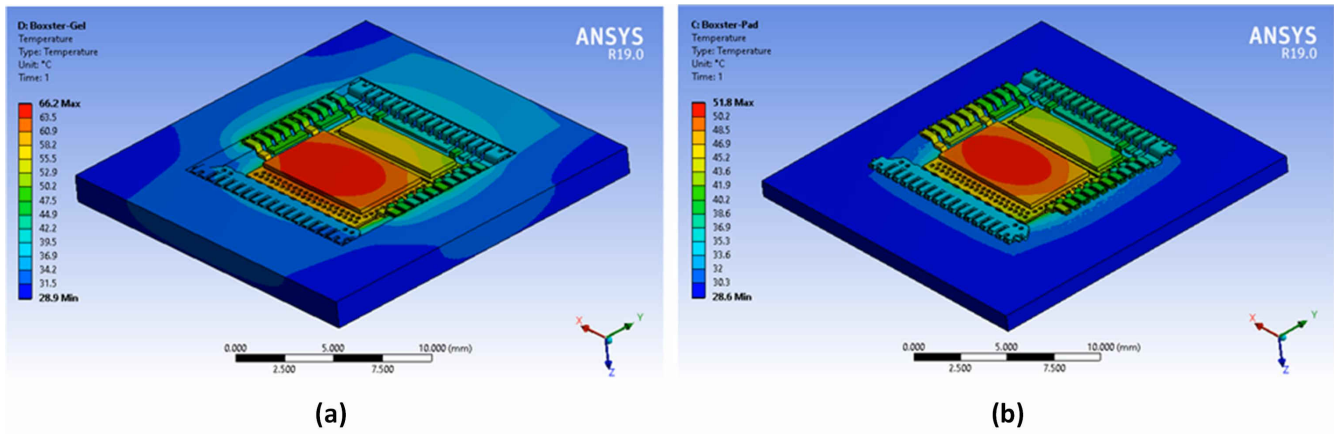 D: Boxster-Gel
Temperature
Type: Temperature
Unit: °C
Time: 1
66.2 Max
63.5
60.9
58.2
55.5
52.9
50.2
47.5
44.9
42.2
39.5
36.9
34.2
31.5
28.9 Min
ANSYS
R19.0
X
Y
Z
0.000
5.000
10.000 (mm)
2.500
7.500
(a)
C: Boxster-Pad
Temperature
Type: Temperature
Unit: °C
Time: 1
51.8 Max
50.2
48.5
46.9
45.2
43.6
41.9
40.2
38.6
36.9
35.3
33.6
32
30.3
28.6 Min
ANSYS
R19.0
X
Y
Z
0.000
5.000
10.000 (mm)
2.500
7.500
(b)